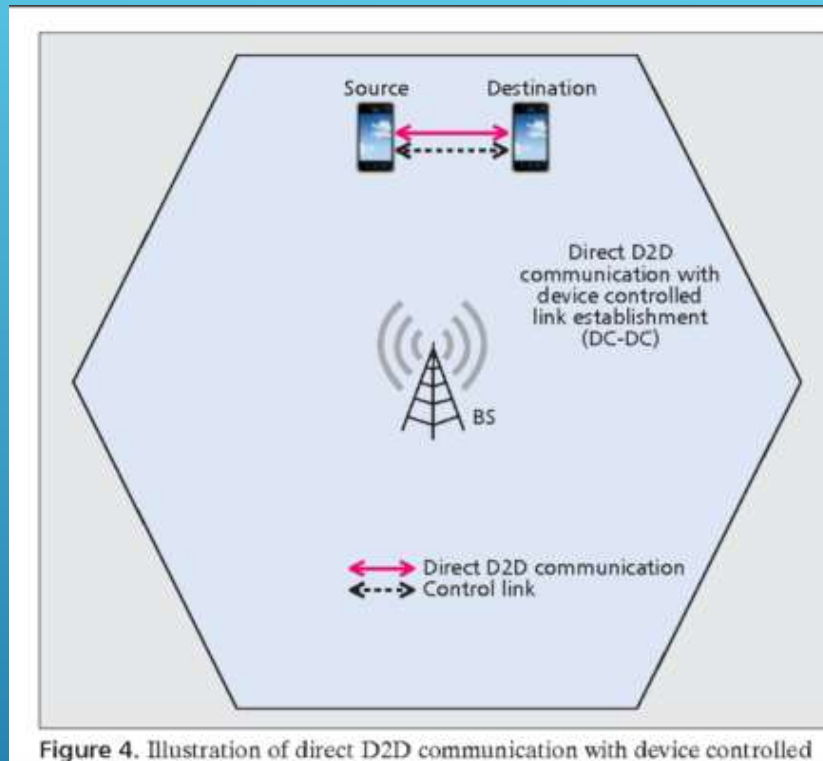 Source
Destination
Direct D2D
communication with
device controlled
link establishment
(DC-DC)
BS
Direct D2D communication
Control link
Figure 4. Illustration of direct D2D communication with device controlled